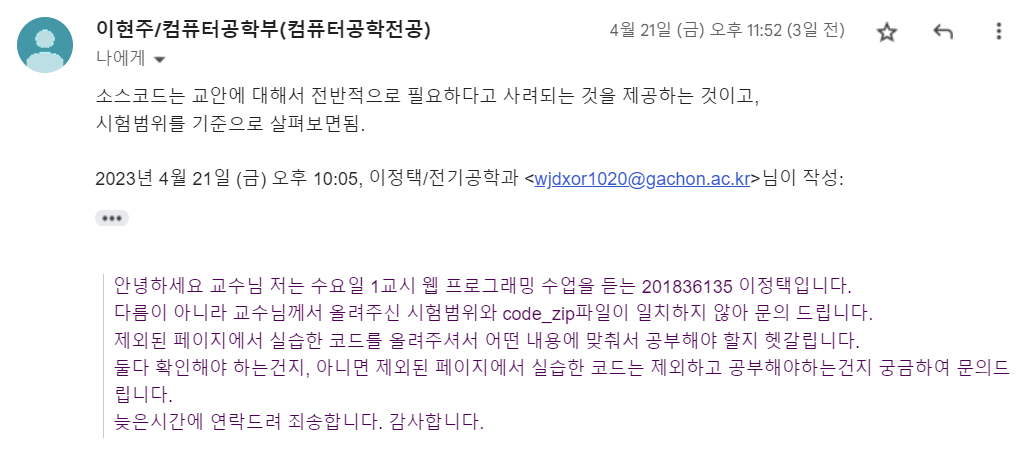 이현주/컴퓨터공학부(컴퓨터공학전공)
4월 21일 (금) 오후 11:52 (3일 전)
나에게
소스코드는 교안에 대해서 전반적으로 필요하다고 사려되는 것을 제공하는 것이고,
시험범위를 기준으로 살펴보면됨.
2023년 4월 21일 (금) 오후 10:05, 이정택/전기공학과 <wjdxor1020@gachon.ac.kr>님이 작성:
안녕하세요 교수님 저는 수요일 1교시 웹 프로그래밍 수업을 듣는 201836135 이정택입니다.
다름이 아니라 교수님께서 올려주신 시험범위와 code_zip파일이 일치하지 않아 문의 드립니다.
제외된 페이지에서 실습한 코드를 올려주셔서 어떤 내용에 맞춰서 공부해야 할지 헷갈립니다.
둘다 확인해야 하는건지, 아니면 제외된 페이지에서 실습한 코드는 제외하고 공부해야하는건지 궁금하여 문의드
립니다.
늦은시간에 연락드려 죄송합니다. 감사합니다.